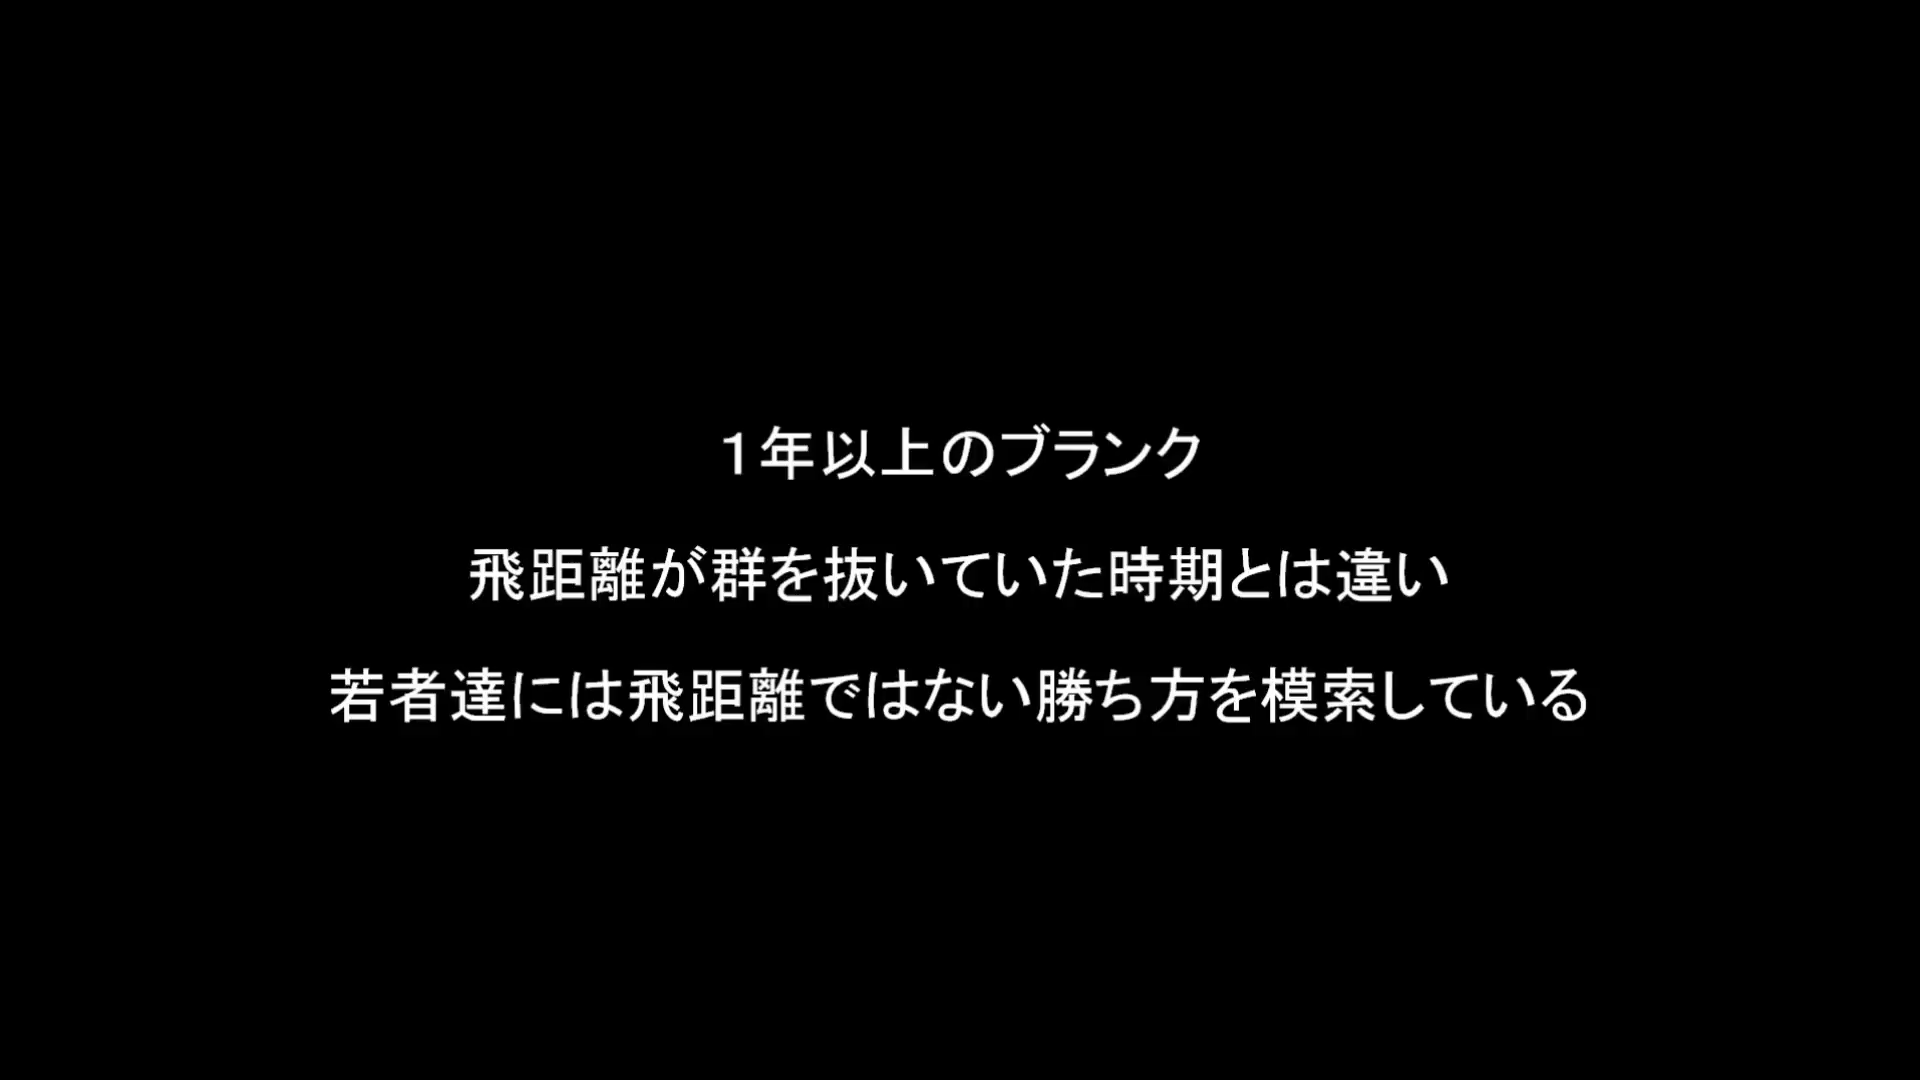 １年以上のブランク
飛距離が群を抜いていた時期とは違い
若者達には飛距離ではない勝ち方を模索している